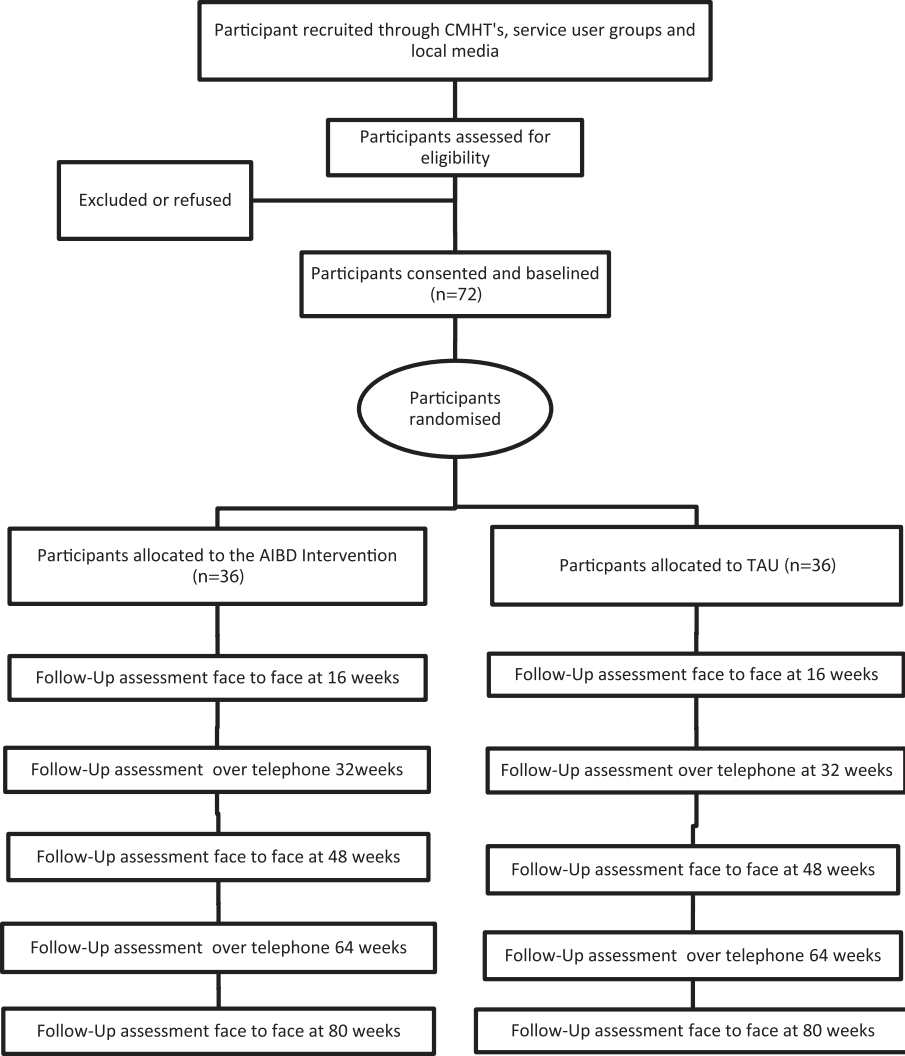 Participant recruited through CMHT's, service user groups and
local media
Participants assessed for
eligibility
Excluded or refused
Participants consented and baselined
(n=72)
Participants
randomised
Participants allocated to the AIBD Intervention
(n=36)
Particpants allocated to TAU (n=36)
Follow-Up assessment face to face at 16 weeks
Follow-Up assessment face to face at 16 weeks
Follow-Up assessment  over telephone 32weeks
Follow-Up assessment over telephone at 32 weeks
Follow-Up assessment face to face at 48 weeks
Follow-Up assessment face to face at 48 weeks
Follow-Up assessment  over telephone 64 weeks
Follow-Up assessment  over telephone 64 weeks
Follow-Up assessment face to face at 80 weeks
Follow-Up assessment face to face at 80 weeks